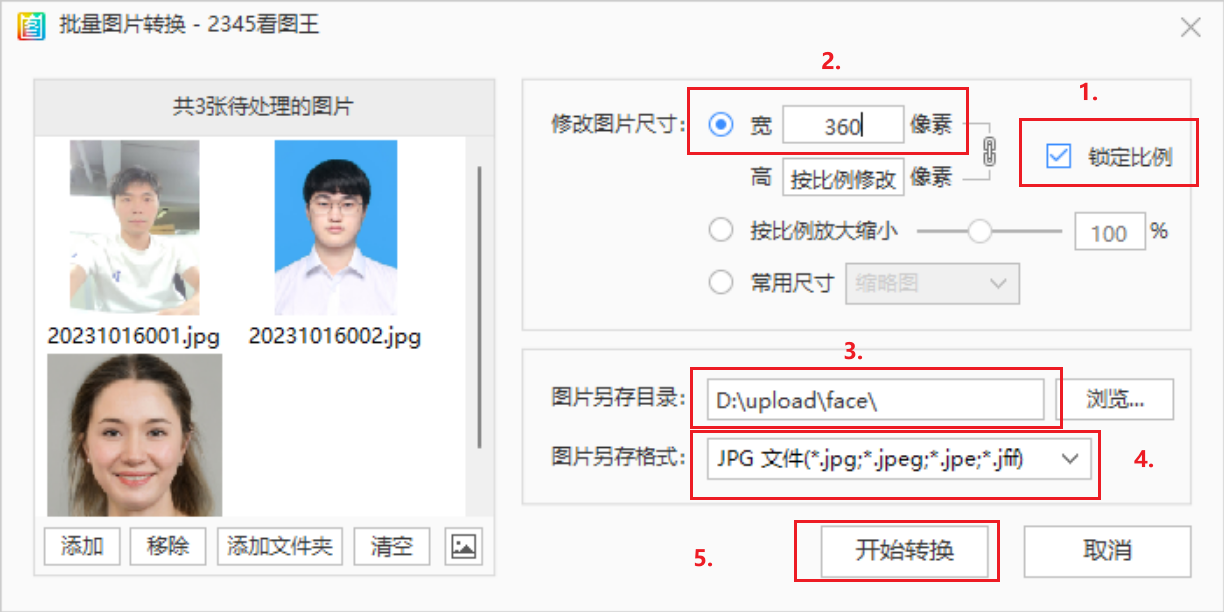 批量图片转换 - 2345看图王
共3张待处理的图片
20231016001.jpg 20231016002.jpg
添加 移除 添加文件夹 清空
2.
1.
修改图片尺寸: 宽 360 像素
锁定比例
高 按比例修改 像素
按比例放大缩小 100 %
常用尺寸 缩略图
3.
图片另存目录: D:\upload\face\ 浏览...
图片另存格式: JPG 文件(*.jpg;*.jpeg;*.jpe;*.jfif) 4.
5. 开始转换 取消